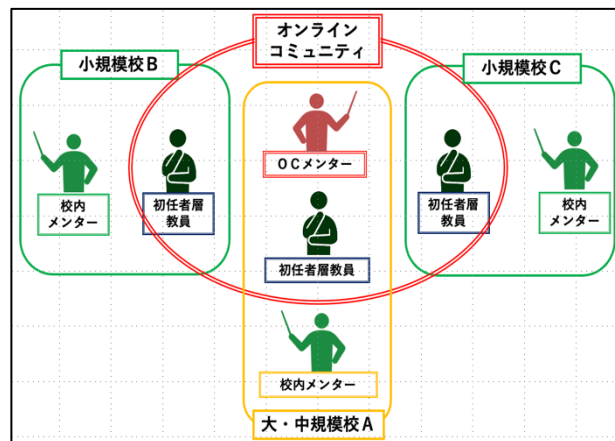 オンライン
コミュニティ
小規模校B
小規模校C
OCメンター
校内
メンター
初任者層
教員
初任者層教員
初任者層
教員
校内
メンター
校内メンター
大・中規模校A